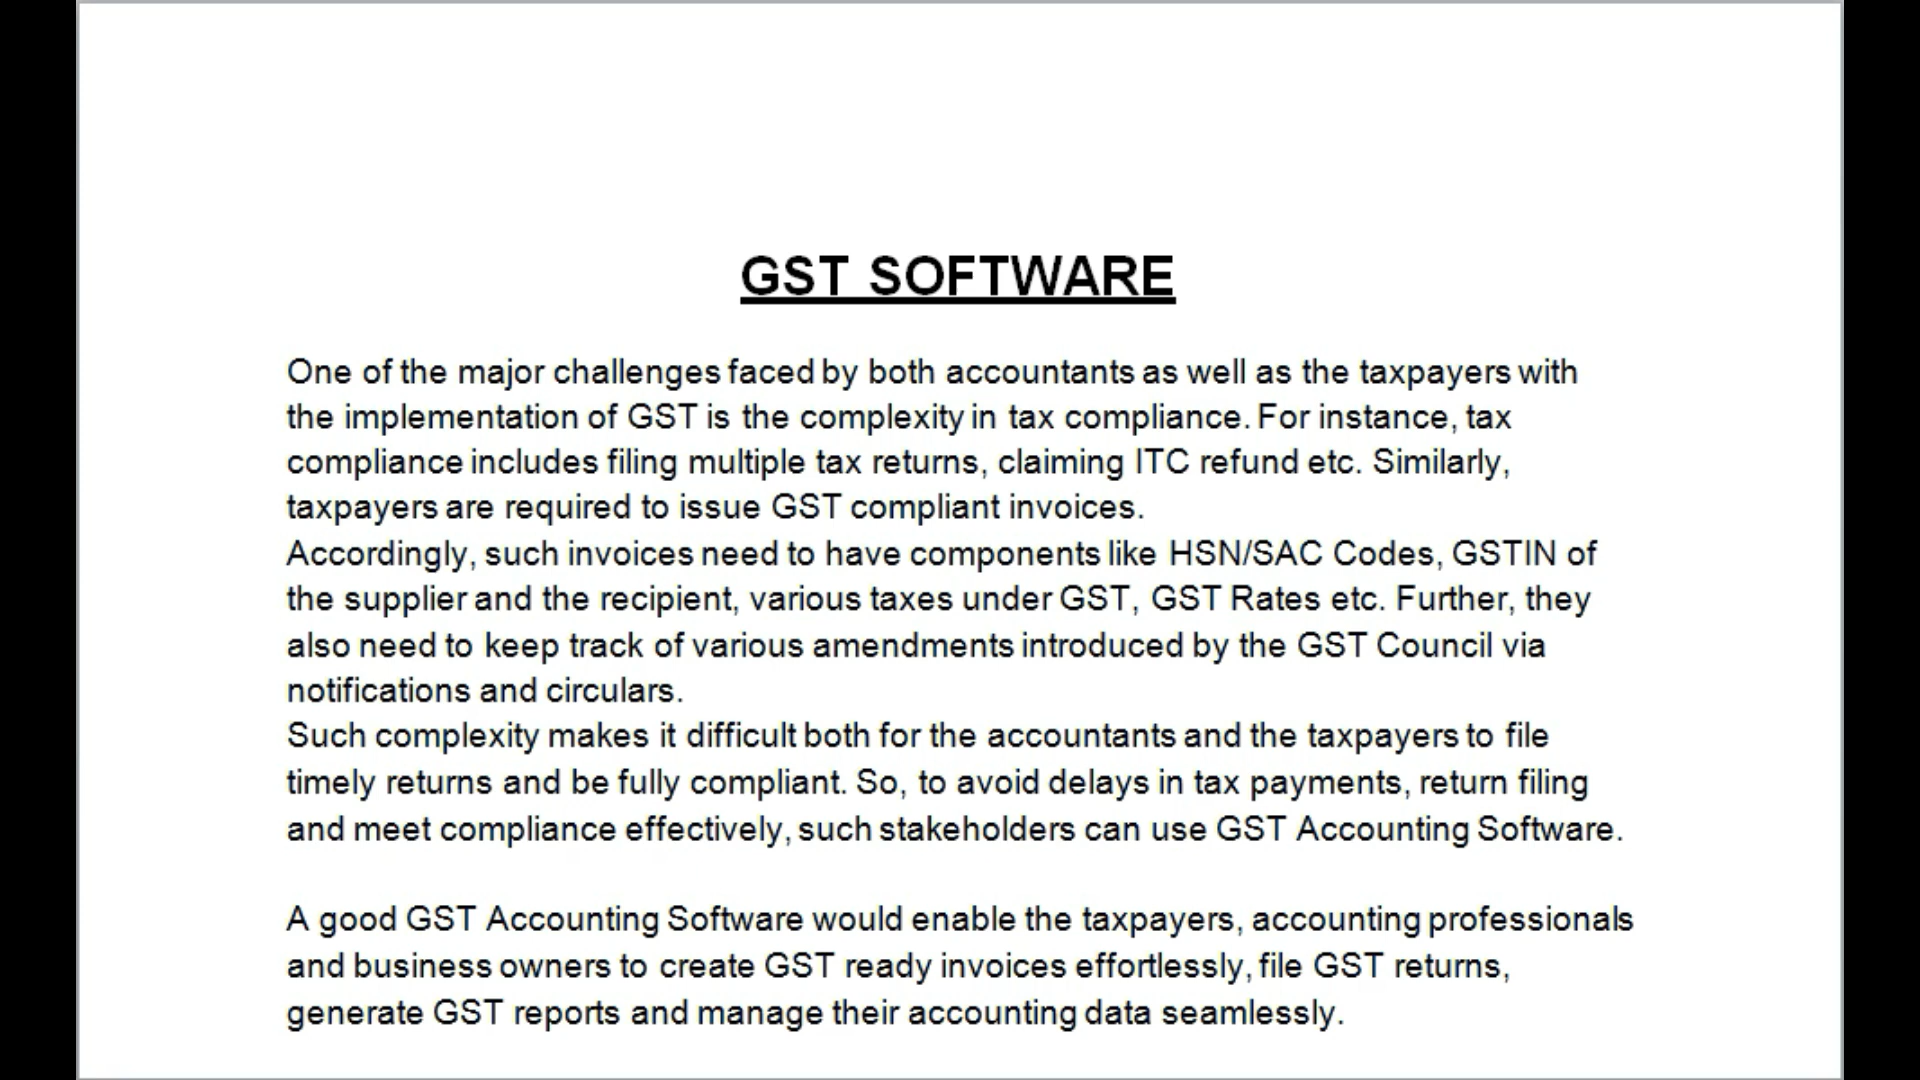 GST SOFTWARE
One of the major challenges faced by both accountants as well as the taxpayers with
the implementation of GST is the complexity in tax compliance. For instance, tax
compliance includes filing multiple tax returns, claiming ITC refund etc. Similarly,
taxpayers are required to issue GST compliant invoices.
Accordingly, such invoices need to have components like HSN/SAC Codes, GSTIN of
the supplier and the recipient, various taxes under GST, GST Rates etc. Further, they
also need to keep track of various amendments introduced by the GST Council via
notifications and circulars.
Such complexity makes it difficult both for the accountants and the taxpayers to file
timely returns and be fully compliant. So, to avoid delays in tax payments, return filing
and meet compliance effectively, such stakeholders can use GST Accounting Software.
A good GST Accounting Software would enable the taxpayers, accounting professionals
and business owners to create GST ready invoices effortlessly, file GST returns,
generate GST reports and manage their accounting data seamlessly.